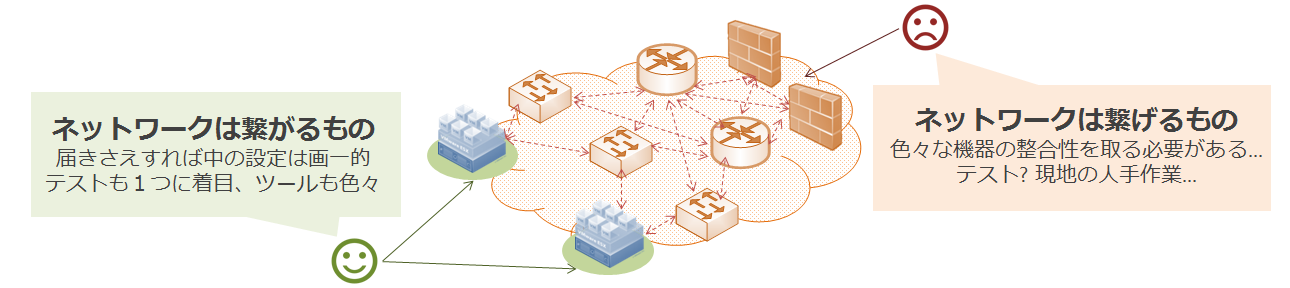 ネットワークは繋がるもの
届きさえすれば中の設定は画一的
テストも１つに着目、ツールも色々
ネットワークは繋げるもの
色々な機器の整合性を取る必要がある…
テスト? 現地の人手作業…